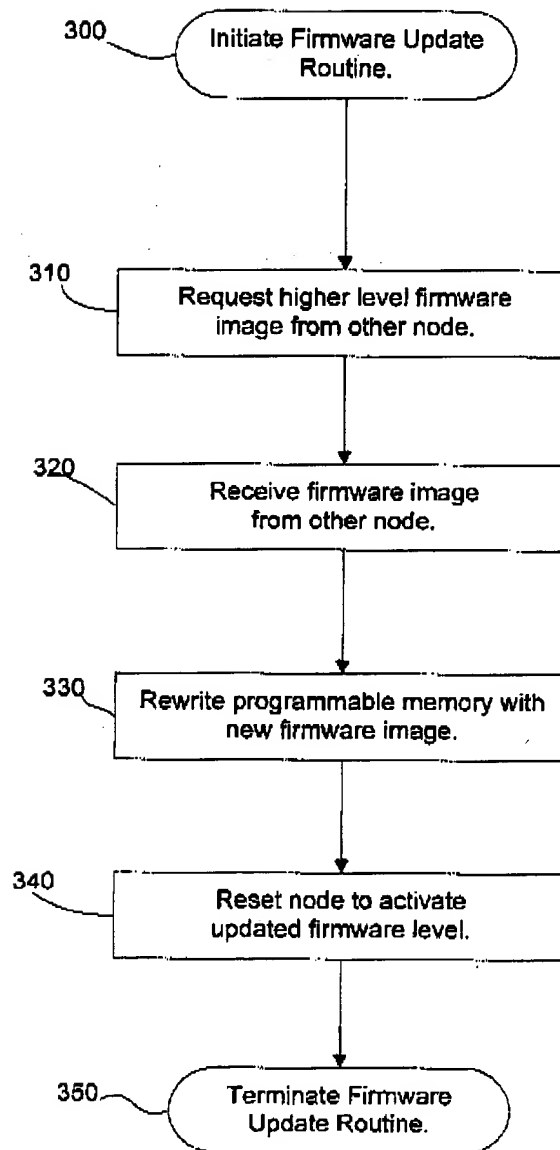 300
Initiate Firmware Update
Routine.
310
Request higher level firmware
image from other node.
320
Receive firmware image
from other node.
330
Rewrite programmable memory with
new firmware image.
340
Reset node to activate
updated firmware level.
350
Terminate Firmware
Update Routine.